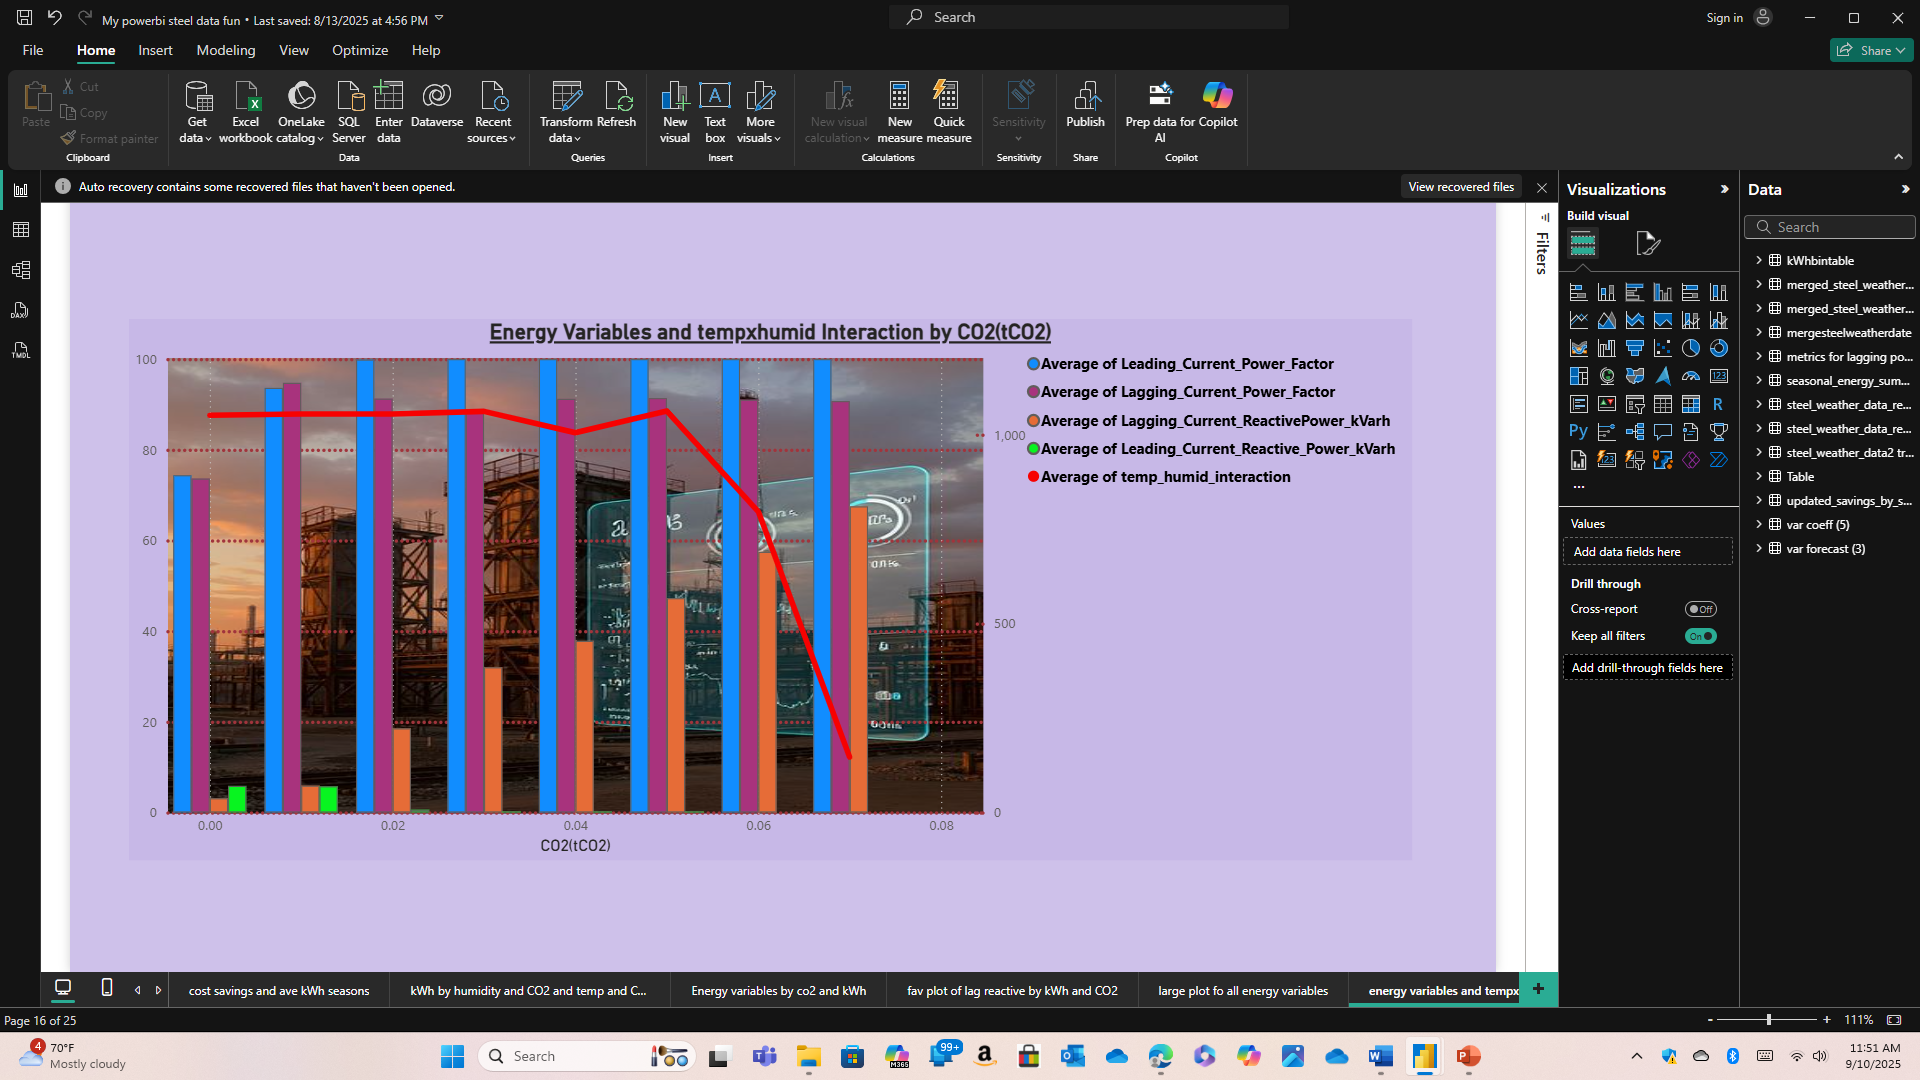 My powerbi steel data fun • Last saved: 8/13/2025 at 4:56 PM
Search
Sign in
File Home Insert Modeling View Optimize Help
Share
Paste
Cut
Copy
Format painter
Clipboard
Get data
Excel workbook
OneLake catalog
SQL Server
Enter data
Dataverse
Recent sources
Data
Transform data
Refresh
Queries
New visual
Text box
More visuals
Insert
New visual calculation
New measure
Quick measure
Calculations
Sensitivity
Sensitivity
Publish
Share
Prep data for AI
Copilot
Copilot
Auto recovery contains some recovered files that haven't been opened.
View recovered files
Energy Variables and tempxhumid Interaction by CO2(tCO2)
100
80
60
40
20
0
1,000
500
0
0.00 0.02 0.04 0.06 0.08
CO2(tCO2)
Average of Leading_Current_Power_Factor
Average of Lagging_Current_Power_Factor
Average of Lagging_Current_ReactivePower_kVarh
Average of Leading_Current_Reactive_Power_kVarh
Average of temp_humid_interaction
Filters
Visualizations
Build visual
Values
Add data fields here
Drill through
Cross-report
Off
Keep all filters
On
Add drill-through fields here
Data
Search
kWhbintable
merged_steel_weather...
merged_steel_weather...
mergesteelweatherdate
metrics for lagging po...
seasonal_energy_sum...
steel_weather_data_re...
steel_weather_data_re...
steel_weather_data2 tr...
Table
updated_savings_by_s...
var coeff (5)
var forecast (3)
DAX
TMDL
cost savings and ave kWh seasons
kWh by humidity and CO2 and temp and C...
Energy variables by co2 and kWh
fav plot of lag reactive by kWh and CO2
large plot fo all energy variables
energy variables and tempx
Page 16 of 25
111%
4
70°F
Mostly cloudy
Search
M365
99+
11:51 AM
9/10/2025